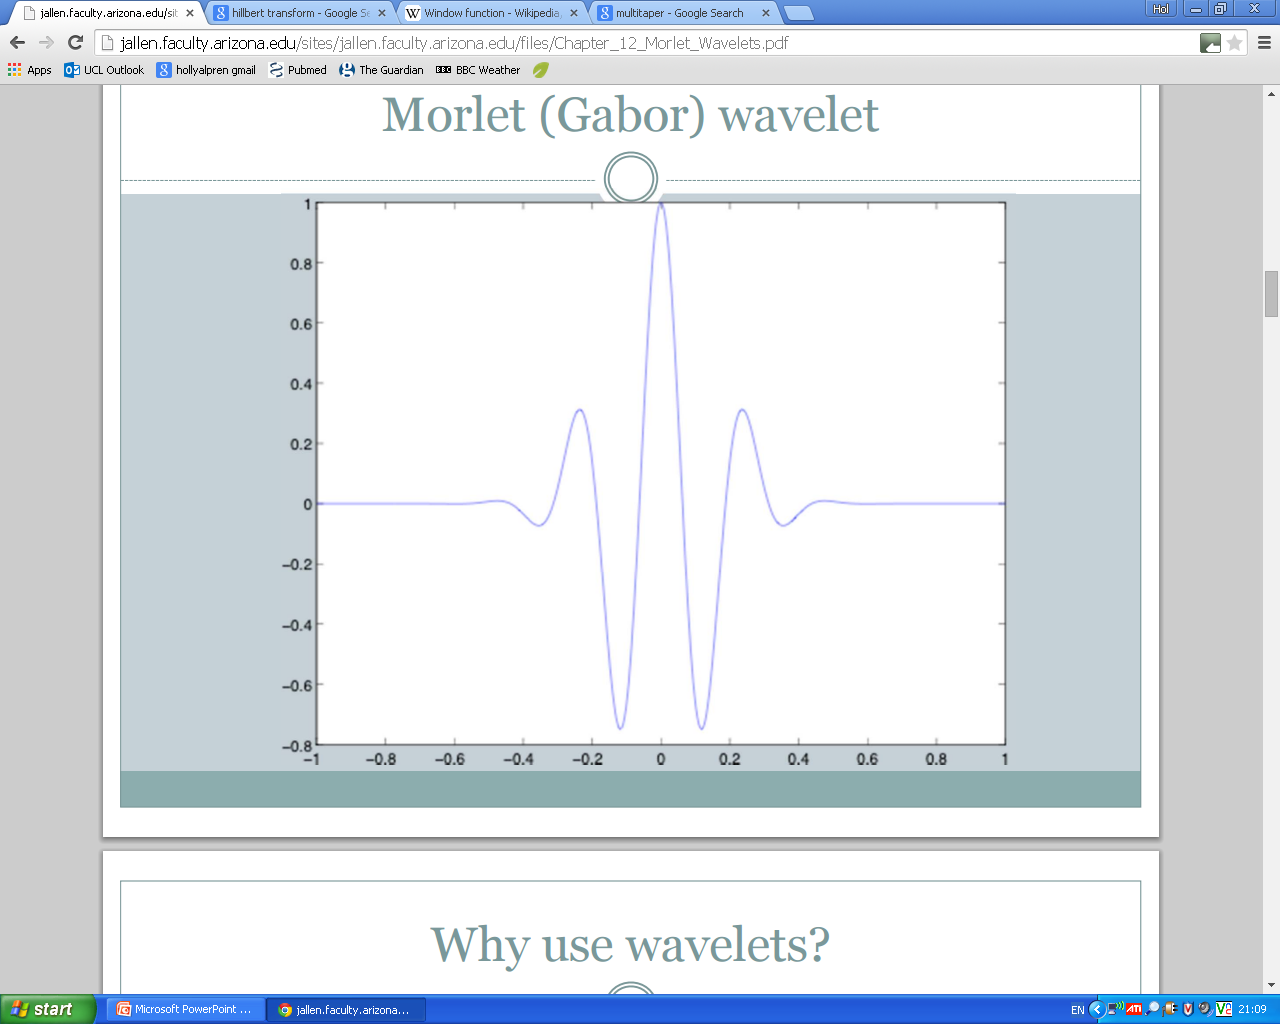 jallen.faculty.arizona.edu/sit
hillbert transform - Google Se
Window function - Wikipedia,
multitaper - Google Search
Hol
jallen.faculty.arizona.edu/sites/jallen.faculty.arizona.edu/files/Chapter_12_Morlet_Wavelets.pdf
Apps UCL Outlook hollyalpren gmail Pubmed The Guardian BBC BBC Weather
Morlet (Gabor) wavelet
1
0.8
0.6
0.4
0.2
0
−0.2
−0.4
−0.6
−0.8
−1 −0.8 −0.6 −0.4 −0.2 0 0.2 0.4 0.6 0.8 1
Why use wavelets?
start Microsoft PowerPoint ... jallen.faculty.arizona... EN ATI 21:09